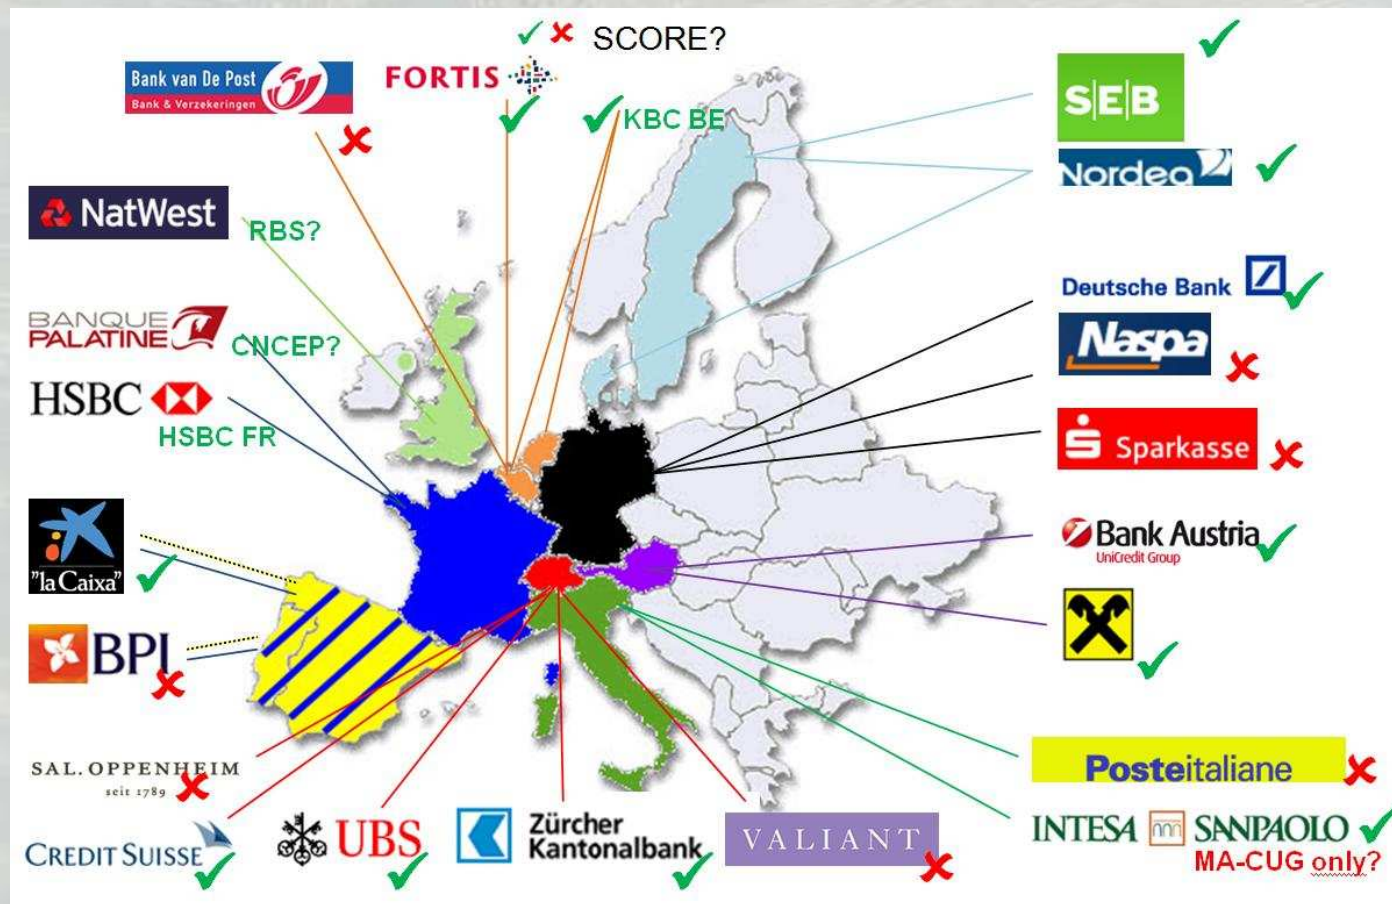 SCORE?
Bank van De Post
Bank & Verzekeringen
FORTIS
KBC BE
S|E|B
Nordea
NatWest
RBS?
BANQUE
PALATINE
CNCEP?
HSBC
HSBC FR
Deutsche Bank
Naspa
Sparkasse
"la Caixa"
Bank Austria
UniCredit Group
BPI
SAL. OPPENHEIM
seit 1789
Posteitaliane
CREDIT SUISSE
UBS
Zürcher
Kantonalbank
VALIANT
INTESA SANPAOLO
MA-CUG only?